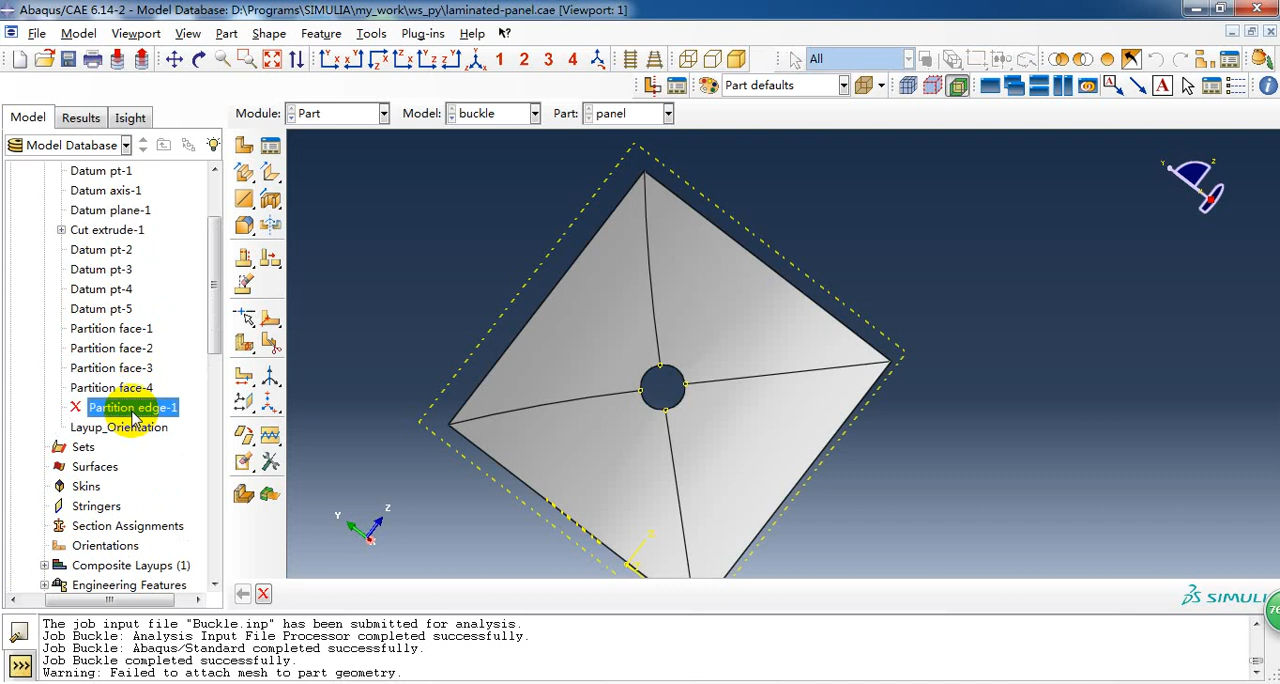 Abaqus/CAE 6.14-2 - Model Database: D:\Programs\SIMULIA\my_work\ws_py\laminated-panel.cae [Viewport: 1]
File Model Viewport View Part Shape Feature Tools Plug-ins Help
1 2 3 4 All
Part defaults
Model Results Isight Module: Part Model: buckle Part: panel
Model Database
Datum pt-1
Datum axis-1
Datum plane-1
Cut extrude-1
Datum pt-2
Datum pt-3
Datum pt-4
Datum pt-5
Partition face-1
Partition face-2
Partition face-3
Partition face-4
Partition edge-1
Layup_Orientation
Sets
Surfaces
Skins
Stringers
Section Assignments
Orientations
Composite Layups (1)
Engineering Features
Y Z
Z
Y Z
SIMULI
76
The job input file "Buckle.inp" has been submitted for analysis.
Job Buckle: Analysis Input File Processor completed successfully.
Job Buckle: Abaqus/Standard completed successfully.
Job Buckle completed successfully.
Warning: Failed to attach mesh to part geometry.
>>>